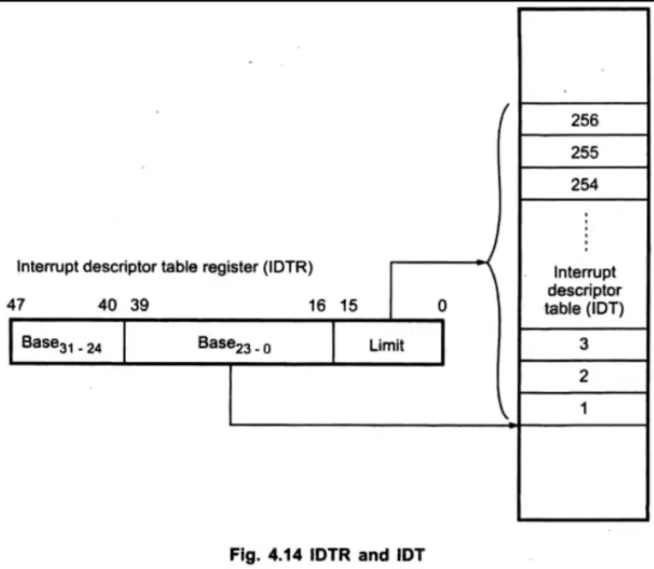 256
255
254
Interrupt
descriptor
table (IDT)
3
2
1
Interrupt descriptor table register (IDTR)
47 40 39 16 15 0
Base31 - 24 Base23 - 0 Limit
Fig. 4.14 IDTR and IDT